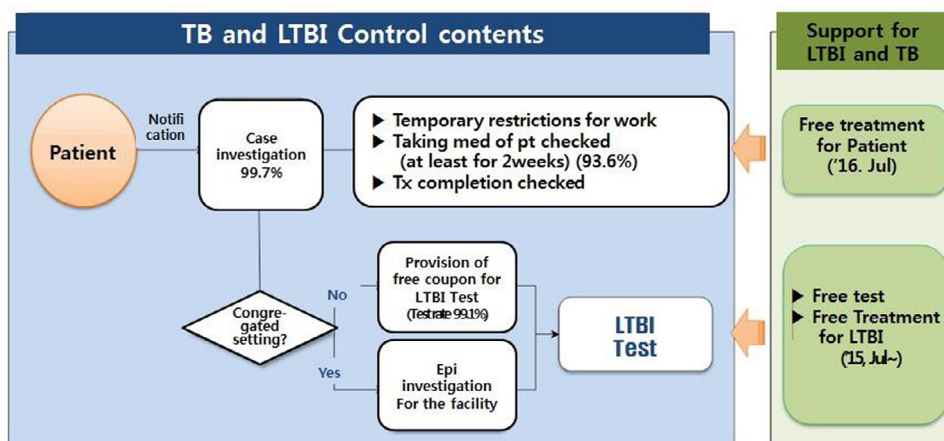 TB and LTBI Control contents
Support for
LTBI and TB
Patient
Notifi
cation
Case
investigation
99.7%
▶ Temporary restrictions for work
▶ Taking med of pt checked
(at least for 2weeks) (93.6%)
▶ Tx completion checked
Free treatment
for Patient
('16. Jul)
Congre-
gated
setting?
No
Provision of
free coupon for
LTBI Test
(Test rate 99.1%)
Yes
Epi
investigation
For the facility
LTBI
Test
▶ Free test
▶ Free Treatment
for LTBI
('15, Jul~)